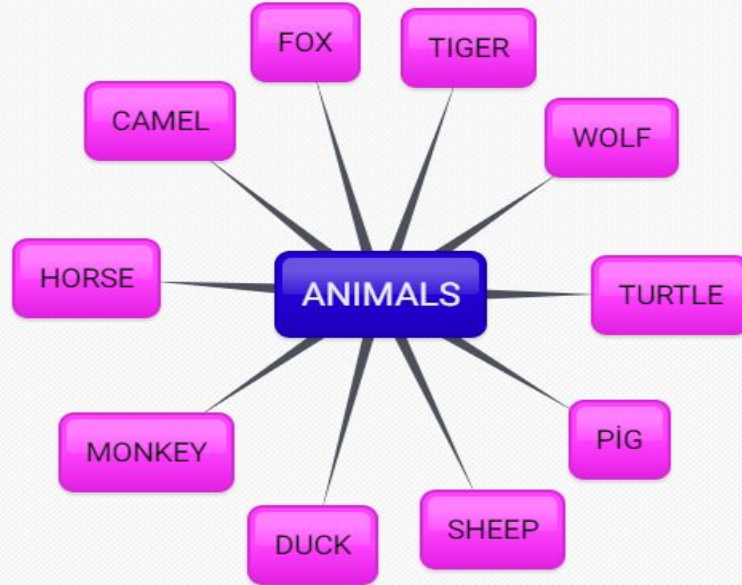 FOX
TIGER
CAMEL
WOLF
HORSE
ANIMALS
TURTLE
MONKEY
PİG
DUCK
SHEEP